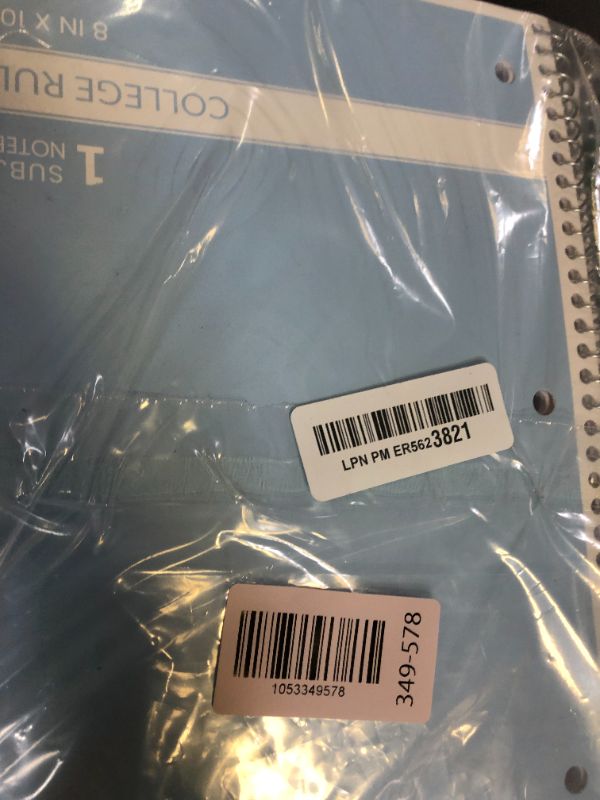 1
SUBJ
NOTEB
COLLEGE RUL
8 IN X 10
LPN PM ER5623821
1053349578
349-578